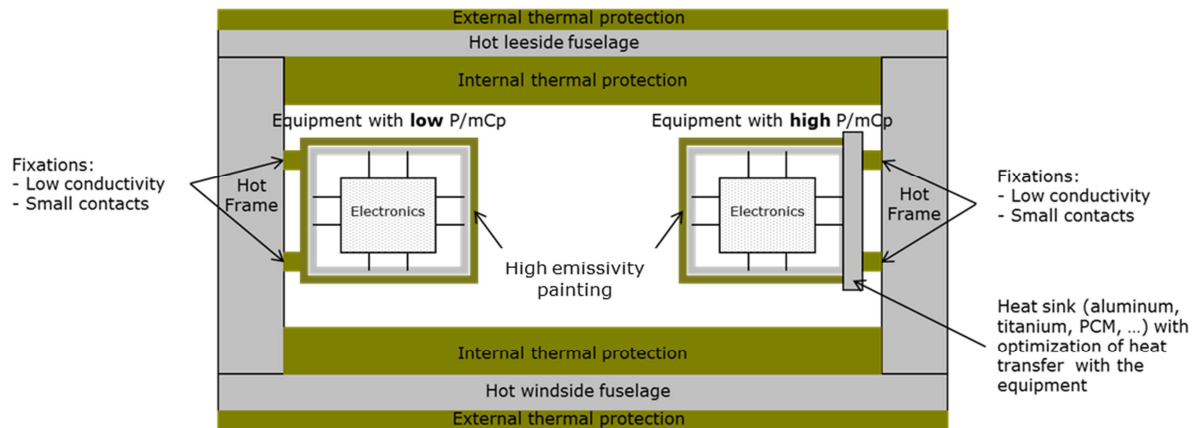 External thermal protection
Hot leeside fuselage
Internal thermal protection
Equipment with low P/mCp
Equipment with high P/mCp
Fixations:
- Low conductivity
- Small contacts
Hot
Frame
Electronics
High emissivity
painting
Electronics
Hot
Frame
Fixations:
- Low conductivity
- Small contacts
Heat sink (aluminum,
titanium, PCM, ...) with
optimization of heat
transfer with the
equipment
Internal thermal protection
Hot windside fuselage
External thermal protection